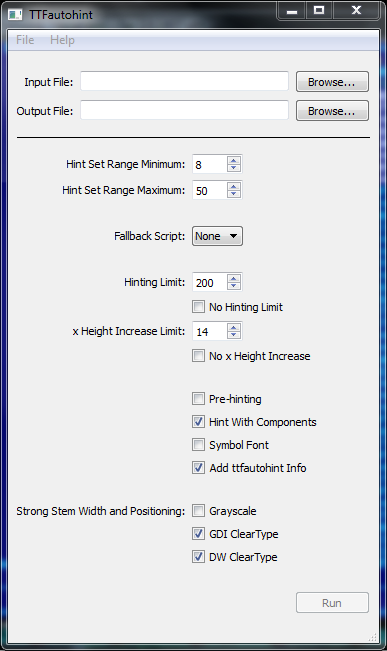 TTFautohint
File Help
Input File: Browse...
Output File: Browse...
Hint Set Range Minimum: 8
Hint Set Range Maximum: 50
Fallback Script: None
Hinting Limit: 200
No Hinting Limit
x Height Increase Limit: 14
No x Height Increase
Pre-hinting
Hint With Components
Symbol Font
Add ttfautohint Info
Strong Stem Width and Positioning: Grayscale
GDI ClearType
DW ClearType
Run